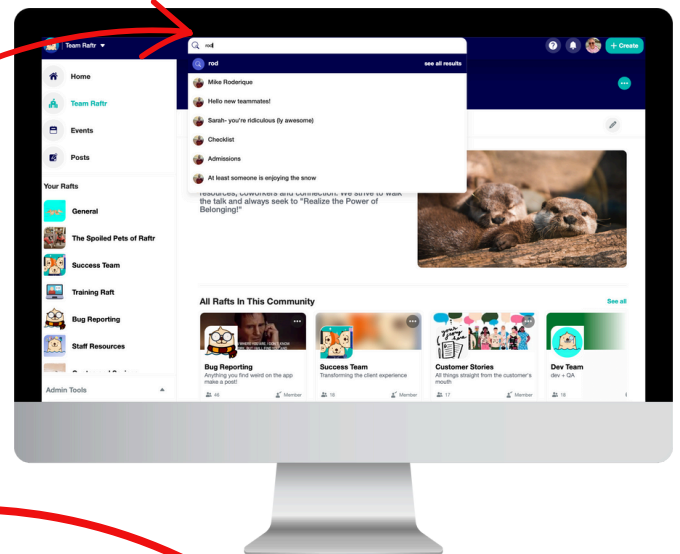 Team Raftr
rod
+ Create
rod
see all results
Home
Mike Roderique
Team Raftr
Hello new teammates!
Sarah- you're ridiculous (ly awesome)
Events
Checklist
Posts
Admissions
At least someone is enjoying the snow
Your Rafts
resources, coworkers and connection. We strive to walk
the talk and always seek to "Realize the Power of
Belonging!"
General
The Spoiled Pets of Raftr
Success Team
Training Raft
All Rafts In This Community
See all
Bug Reporting
Staff Resources
Admin Tools
your
story
here
Bug Reporting
Anything you find weird on the app
make a post!
46
Member
Success Team
Transforming the client experience
16
Member
Customer Stories
All things straight from the customer's
mouth
17
Member
Dev Team
dev + QA
16